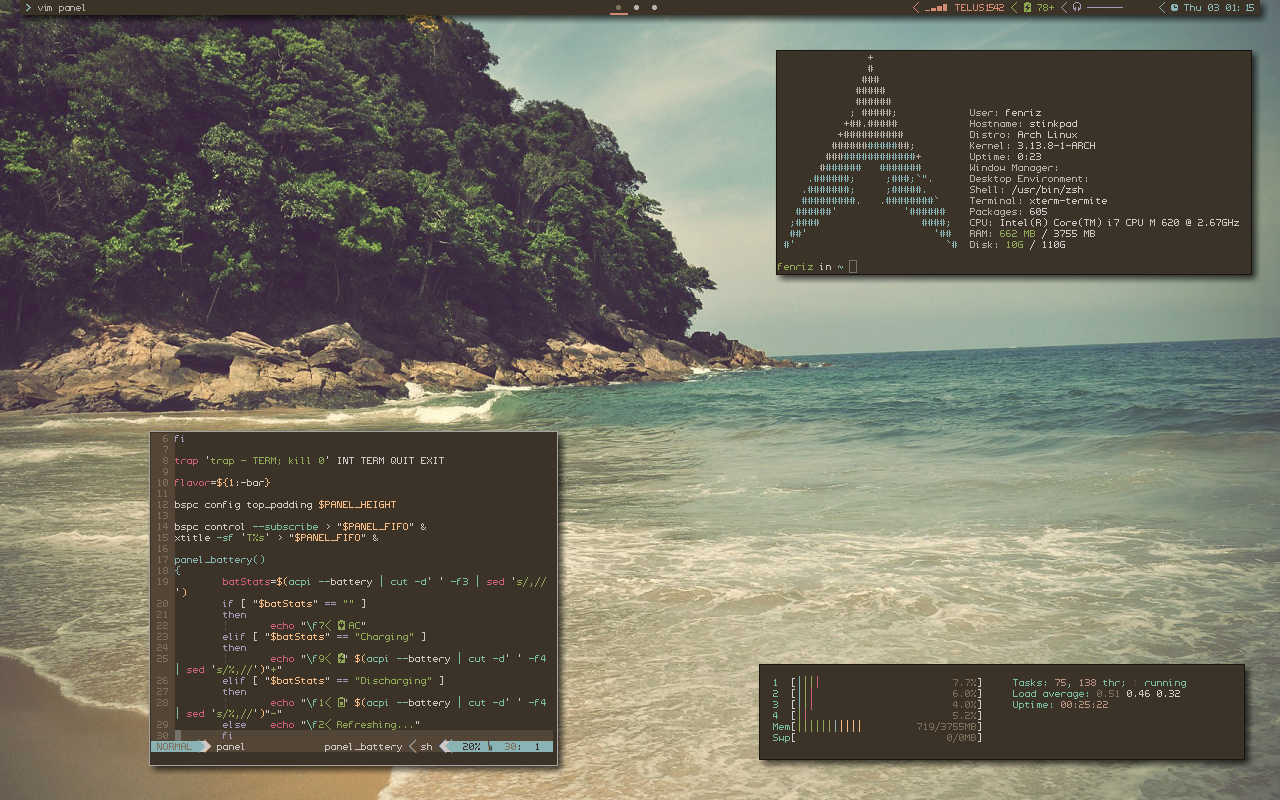 vim panel
TELUS1542 78+ Thu 03 01: 15
User: fenriz
Hostname: stinkpad
Distro: Arch Linux
Kernel: 3.13.8-1-ARCH
Uptime: 0:23
Window Manager:
Desktop Environment:
Shell: /usr/bin/zsh
Terminal: xterm-termite
Packages: 605
CPU: Intel(R) Core(TM) i7 CPU M 620 @ 2.67GHz
RAM: 662 MB / 3755 MB
Disk: 10G / 110G
fenriz in ~
6 fi
7
8 trap 'trap - TERM; kill 0' INT TERM QUIT EXIT
9
10 flavor=${1:-bar}
11
12 bspc config top_padding $PANEL_HEIGHT
13
14 bspc control --subscribe > "$PANEL_FIFO" &
15 xtitle -sf 'T%s' > "$PANEL_FIFO" &
16
17 panel_battery()
18 {
19 batStats=$(acpi --battery | cut -d' ' -f3 | sed 's/,//
')
20 if [ "$batStats" == "" ]
21 then
22 echo "\f7< AC"
23 elif [ "$batStats" == "Charging" ]
24 then
25 echo "\f9< " $(acpi --battery | cut -d' ' -f4
| sed 's/%,//')"+"
26 elif [ "$batStats" == "Discharging" ]
27 then
28 echo "\f1< " $(acpi --battery | cut -d' ' -f4
| sed 's/%,//')"-"
29 else echo "\f2< Refreshing..."
30 fi
NORMAL panel panel_battery < sh 20% 30: 1
1 [|||| 7.7%]
2 [||| 6.0%]
3 [||| 4.0%]
4 [|| 5.2%]
Mem[||||||||||| 719/3755MB]
Swp[ 0/0MB]
Tasks: 75, 138 thr; 1 running
Load average: 0.51 0.46 0.32
Uptime: 00:25:22